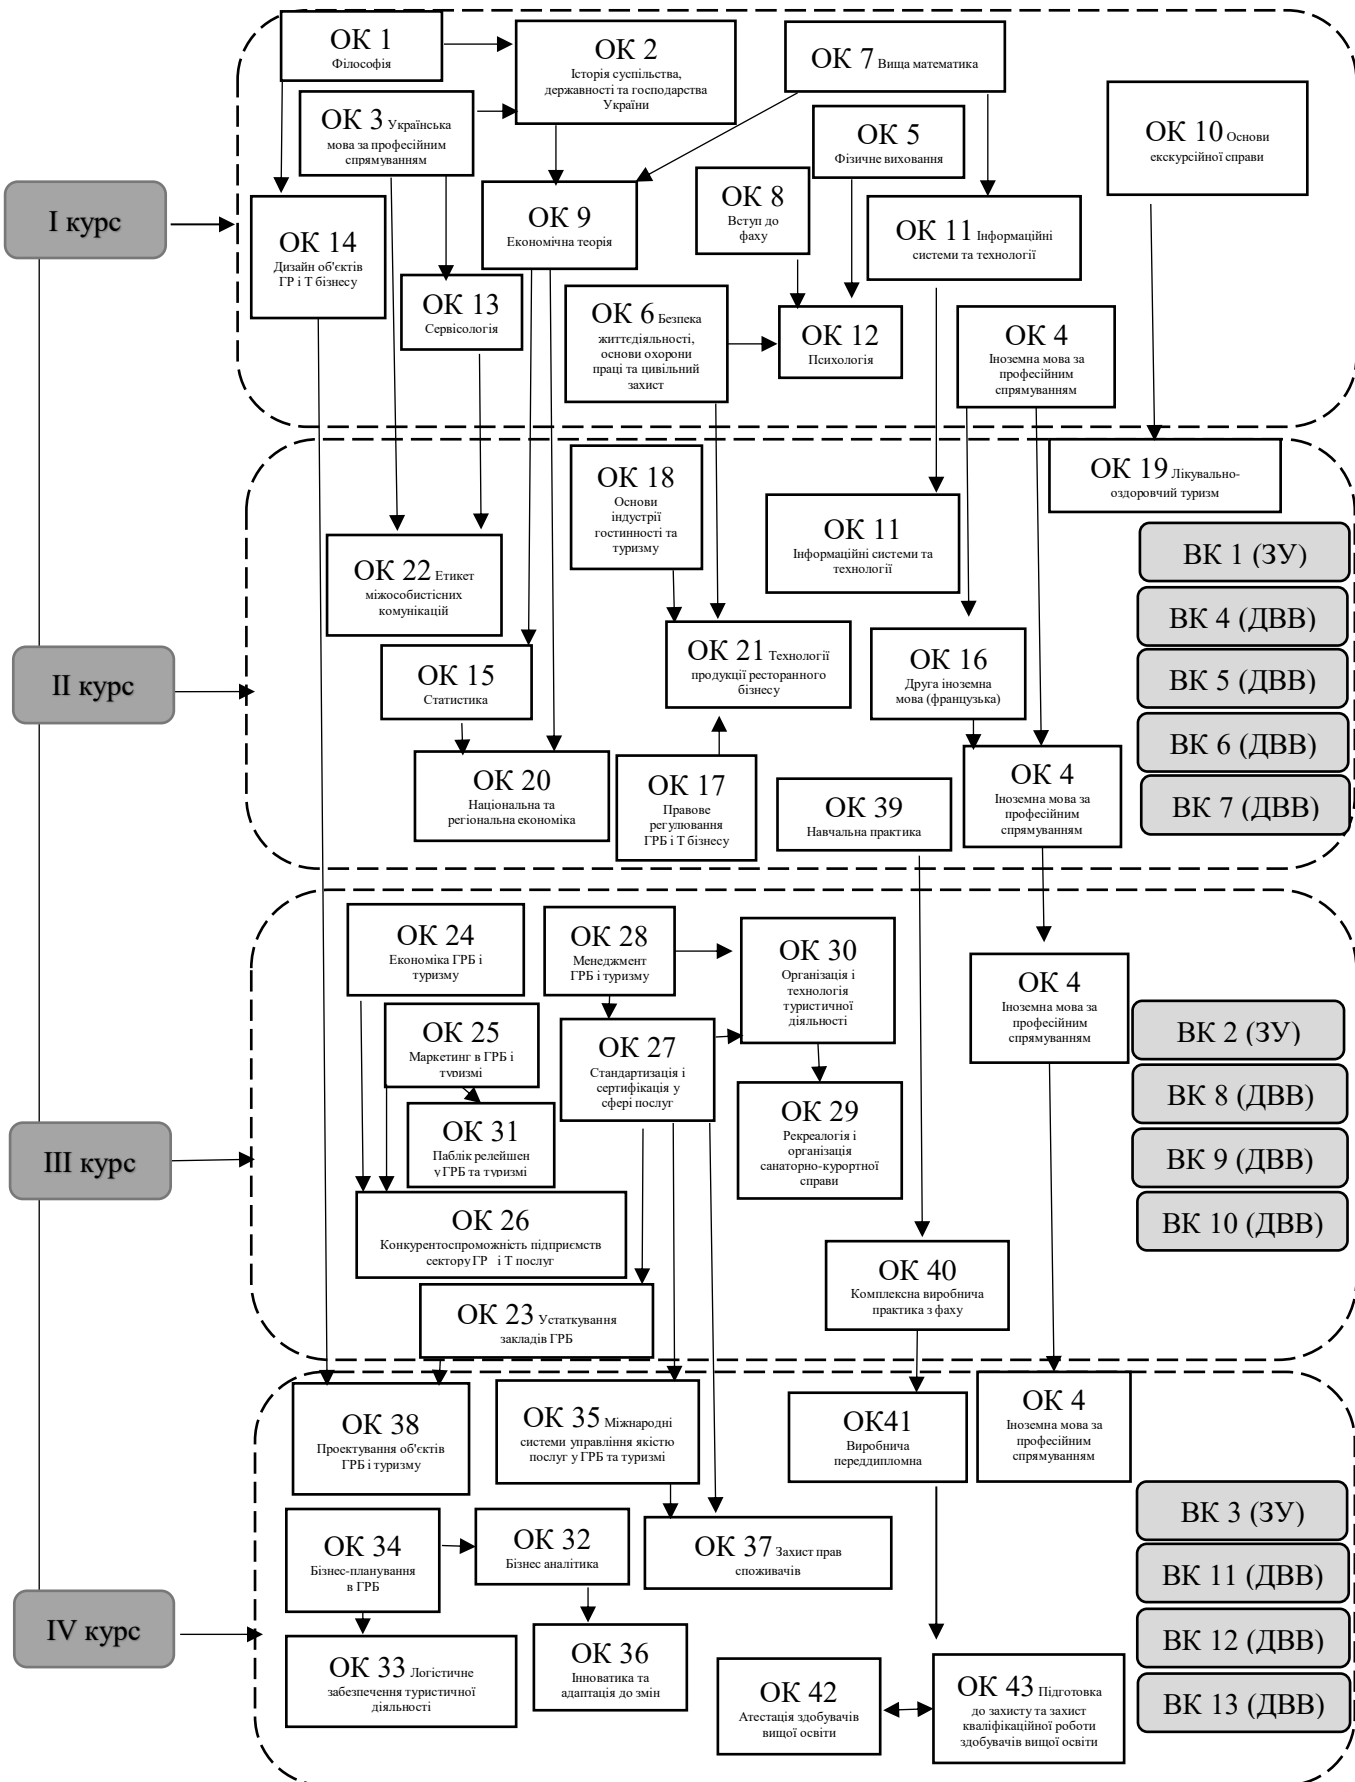 І курс
ОК 1
Філософія
ОК 2
Історія суспільства,
державності та господарства
України
ОК 7 Вища математика
ОК 3 Українська
мова за професійним
спрямуванням
ОК 5
Фізичне виховання
ОК 10 Основи
екскурсійної справи
ОК 14
Дизайн об'єктів
ГР і Т бізнесу
ОК 9
Економічна теорія
ОК 8
Вступ до
фаху
ОК 11 Інформаційні
системи та технології
ОК 13
Сервісологія
ОК 6 Безпека
життєдіяльності,
основи охорони
праці та цивільний
захист
ОК 12
Психологія
ОК 4
Іноземна мова за
професійним
спрямуванням
ІІ курс
ОК 18
Основи
індустрії
гостинності та
туризму
ОК 19 Лікувально-
оздоровчий туризм
ОК 22 Етикет
міжособистісних
комунікацій
ОК 11
Інформаційні системи та
технології
ОК 15
Статистика
ОК 21 Технології
продукції ресторанного
бізнесу
ОК 16
Друга іноземна
мова (французька)
ОК 20
Національна та
регіональна економіка
ОК 17
Правове
регулювання
ГРБ і Т бізнесу
ОК 39
Навчальна практика
ОК 4
Іноземна мова за
професійним
спрямуванням
ВК 1 (ЗУ)
ВК 4 (ДВВ)
ВК 5 (ДВВ)
ВК 6 (ДВВ)
ВК 7 (ДВВ)
ІІІ курс
ОК 24
Економіка ГРБ і
туризму
ОК 28
Менеджмент
ГРБ і туризму
ОК 30
Організація і
технологія
туристичної
діяльності
ОК 4
Іноземна мова за
професійним
спрямуванням
ОК 25
Маркетинг в ГРБ і
туризмі
ОК 27
Стандартизація і
сертифікація у
сфері послуг
ОК 31
Паблік релейшен
у ГРБ та туризмі
ОК 29
Рекреалогія і
організація
санаторно-курортної
справи
ОК 26
Конкурентоспроможність підприємств
сектору ГР і Т послуг
ОК 40
Комплексна виробнича
практика з фаху
ОК 23 Устаткування
закладів ГРБ
ВК 2 (ЗУ)
ВК 8 (ДВВ)
ВК 9 (ДВВ)
ВК 10 (ДВВ)
IV курс
ОК 38
Проектування об'єктів
ГРБ і туризму
ОК 35 Міжнародні
системи управління якістю
послуг у ГРБ та туризмі
ОК41
Виробнича
переддипломна
ОК 4
Іноземна мова за
професійним
спрямуванням
ОК 34
Бізнес-планування
в ГРБ
ОК 32
Бізнес аналітика
ОК 37 Захист прав
споживачів
ОК 33 Логістичне
забезпечення туристичної
діяльності
ОК 36
Інноватика та
адаптація до змін
ОК 42
Атестація здобувачів
вищої освіти
ОК 43 Підготовка
до захисту та захист
кваліфікаційної роботи
здобувачів вищої освіти
ВК 3 (ЗУ)
ВК 11 (ДВВ)
ВК 12 (ДВВ)
ВК 13 (ДВВ)